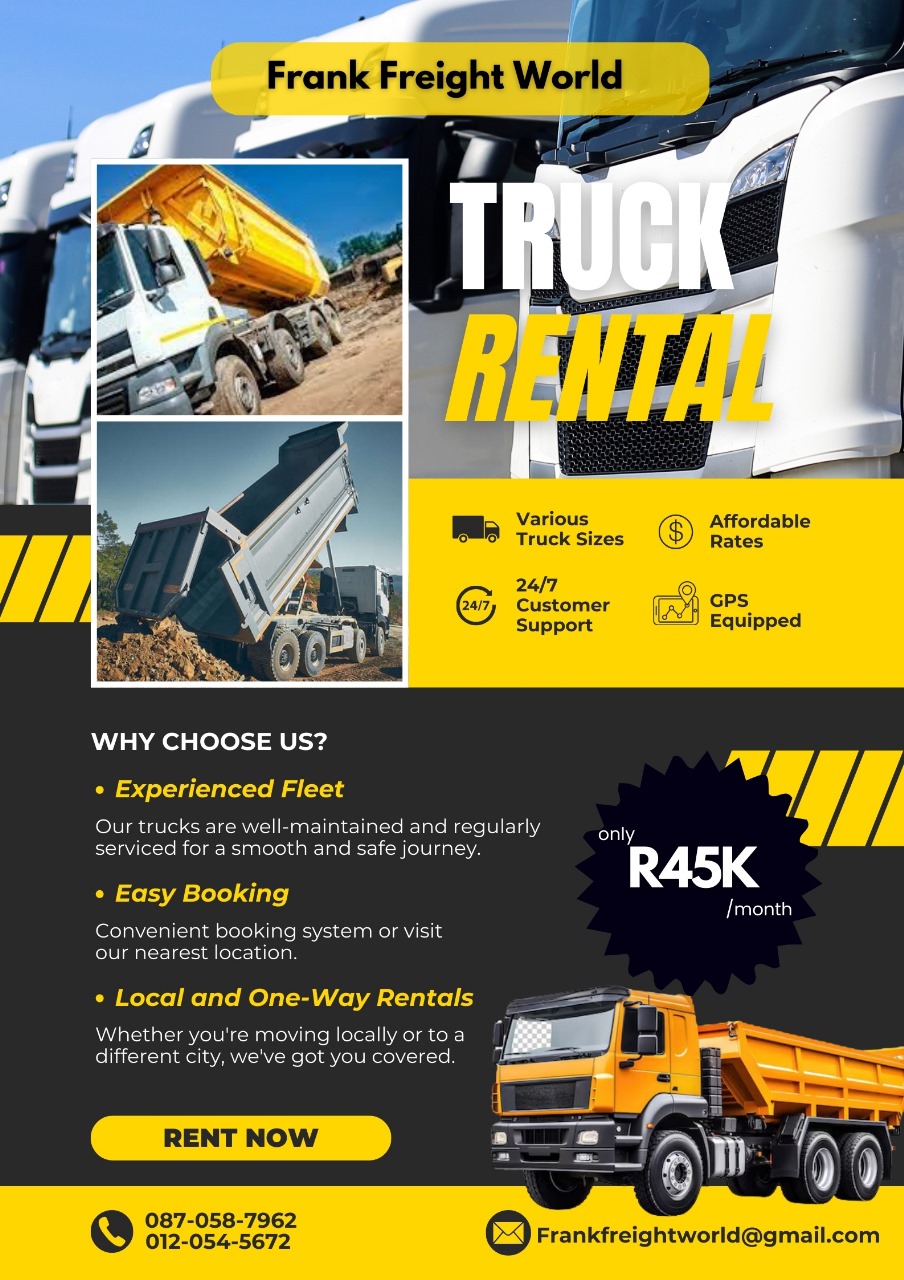 Frank Freight World
TRUCK
RENTAL
Various
Truck Sizes
Affordable
Rates
24/7
24/7
Customer
Support
GPS
Equipped
WHY CHOOSE US?
• Experienced Fleet
Our trucks are well-maintained and regularly
serviced for a smooth and safe journey.
• Easy Booking
Convenient booking system or visit
our nearest location.
• Local and One-Way Rentals
Whether you're moving locally or to a
different city, we've got you covered.
only
R45K
/month
RENT NOW
087-058-7962
012-054-5672
Frankfreightworld@gmail.com